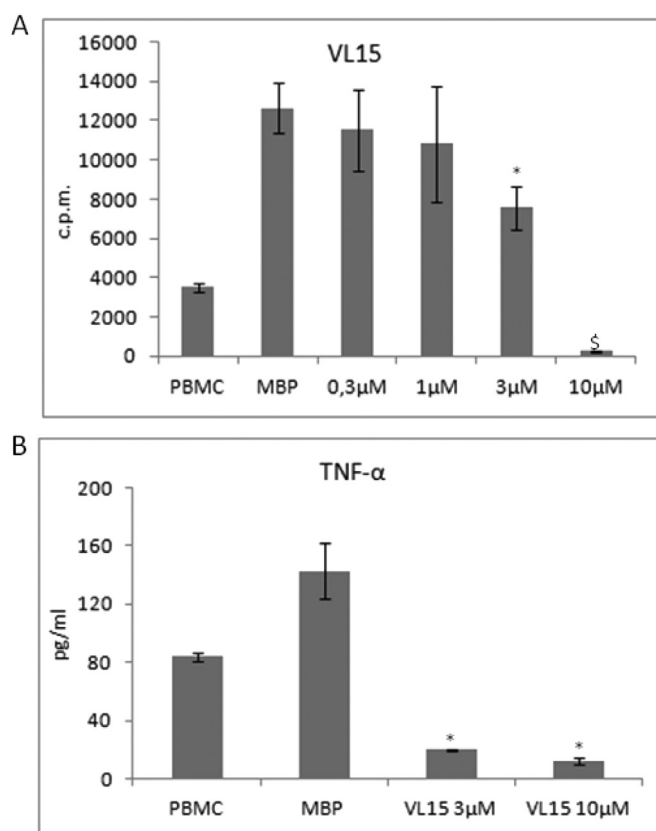 A
VL15
16000
14000
12000
10000
8000
6000
4000
2000
0
c.p.m.
*
$
PBMC MBP 0,3µM 1µM 3µM 10µM
B
TNF-α
200
160
120
80
40
0
pg/ml
* *
PBMC MBP VL15 3µM VL15 10µM